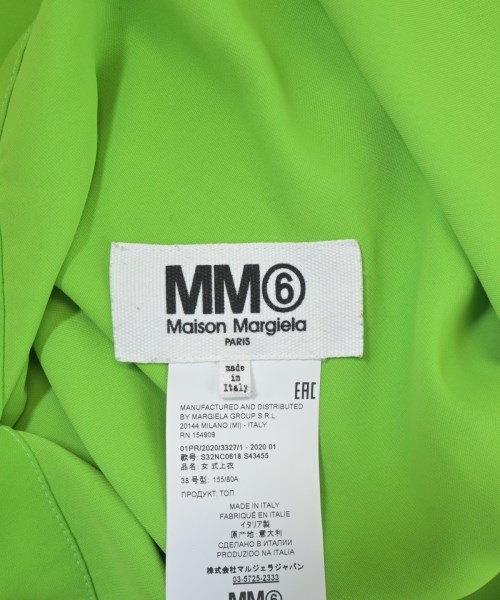 MM⑥
Maison Margiela
PARIS
made
in
Italy
EAC
MANUFACTURED AND DISTRIBUTED
BY MARGIELA GROUP S.R.L.
20144 MILANO (MI) - ITALY
RN 154909
01PR/2020/3327/1 - 2020 01
款号: S32NC0618 S43455
品名: 女式上衣
38 号型: 155/80A
ПРОДУКТ: ТОП
MADE IN ITALY
FABRIQUÉ EN ITALIE
イタリア製
原产地: 意大利
СДЕЛАНО В ИТАЛИИ
PRODUZIDO NA ITALIA
株式会社マルジェラジャパン
03-5725-2333
MM⑥